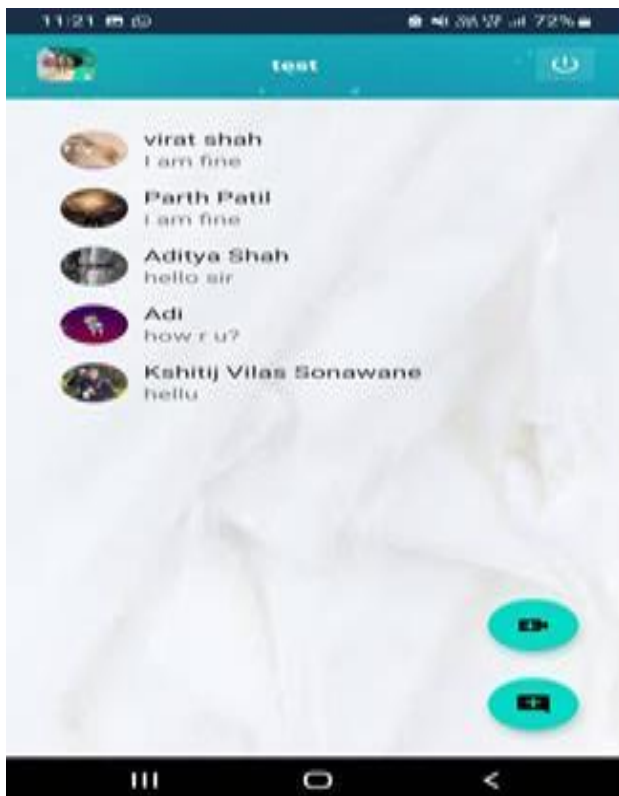 11:21
72%
test
virat shah
I am fine
Parth Patil
I am fine
Aditya Shah
hello sir
Adi
how r u?
Kshitij Vilas Sonawane
hellu